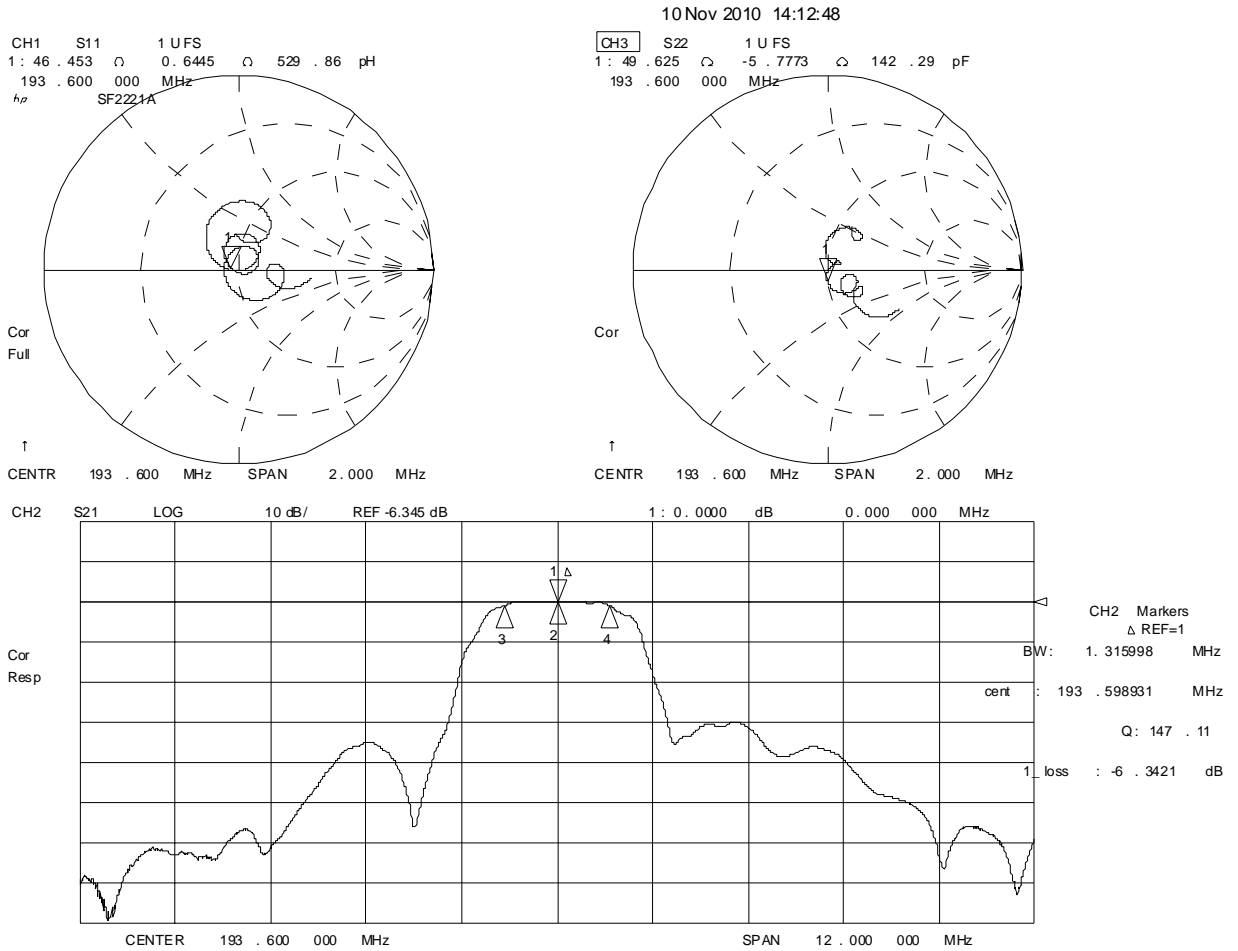 10 Nov 2010 14:12:48
CH1 S11 1 U FS
1: 46 .453 Ω 0.6445 Ω 529 .86 pH
193 .600 000 MHz
hp SF2221A
1
Cor
Full
↑
CENTR 193 .600 MHz SPAN 2.000 MHz
CH3 S22 1 U FS
1: 49 .625 Ω -5.7773 Ω 142 .29 pF
193 .600 000 MHz
Cor
↑
CENTR 193 .600 MHz SPAN 2.000 MHz
CH2 S21 LOG 10 dB/ REF -6.345 dB 1: 0.0000 dB 0.000 000 MHz
1 Δ
3 2 4
Cor
Resp
CH2 Markers
Δ REF=1
BW: 1.315998 MHz
cent : 193 .598931 MHz
Q: 147 .11
1_loss : -6 .3421 dB
CENTER 193 .600 000 MHz SPAN 12.000 000 MHz